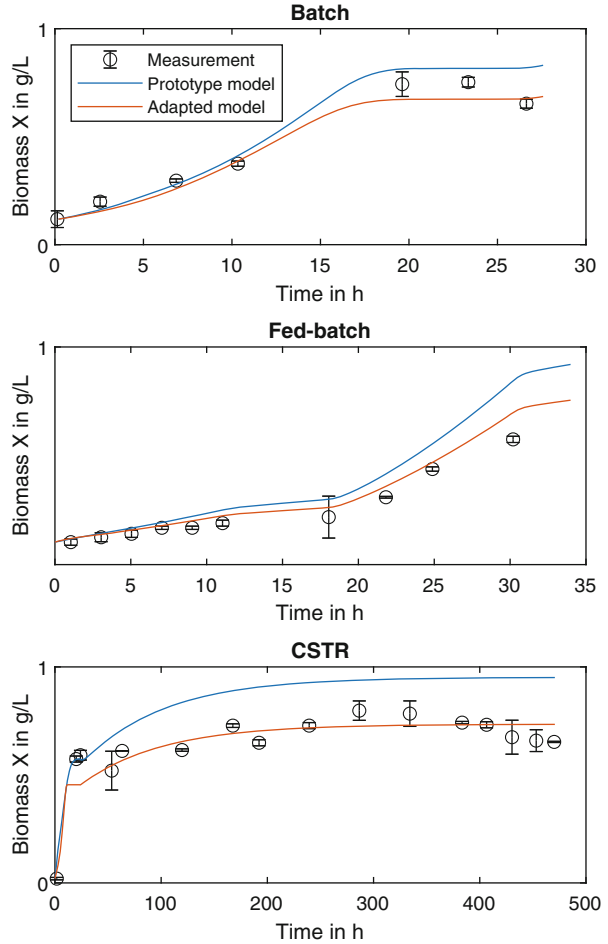 Batch
1
Measurement
Prototype model
Adapted model
Biomass X in g/L
0
0 5 10 15 20 25 30
Time in h
Fed-batch
1
Biomass X in g/L
0 5 10 15 20 25 30 35
Time in h
CSTR
1
Biomass X in g/L
0
0 100 200 300 400 500
Time in h